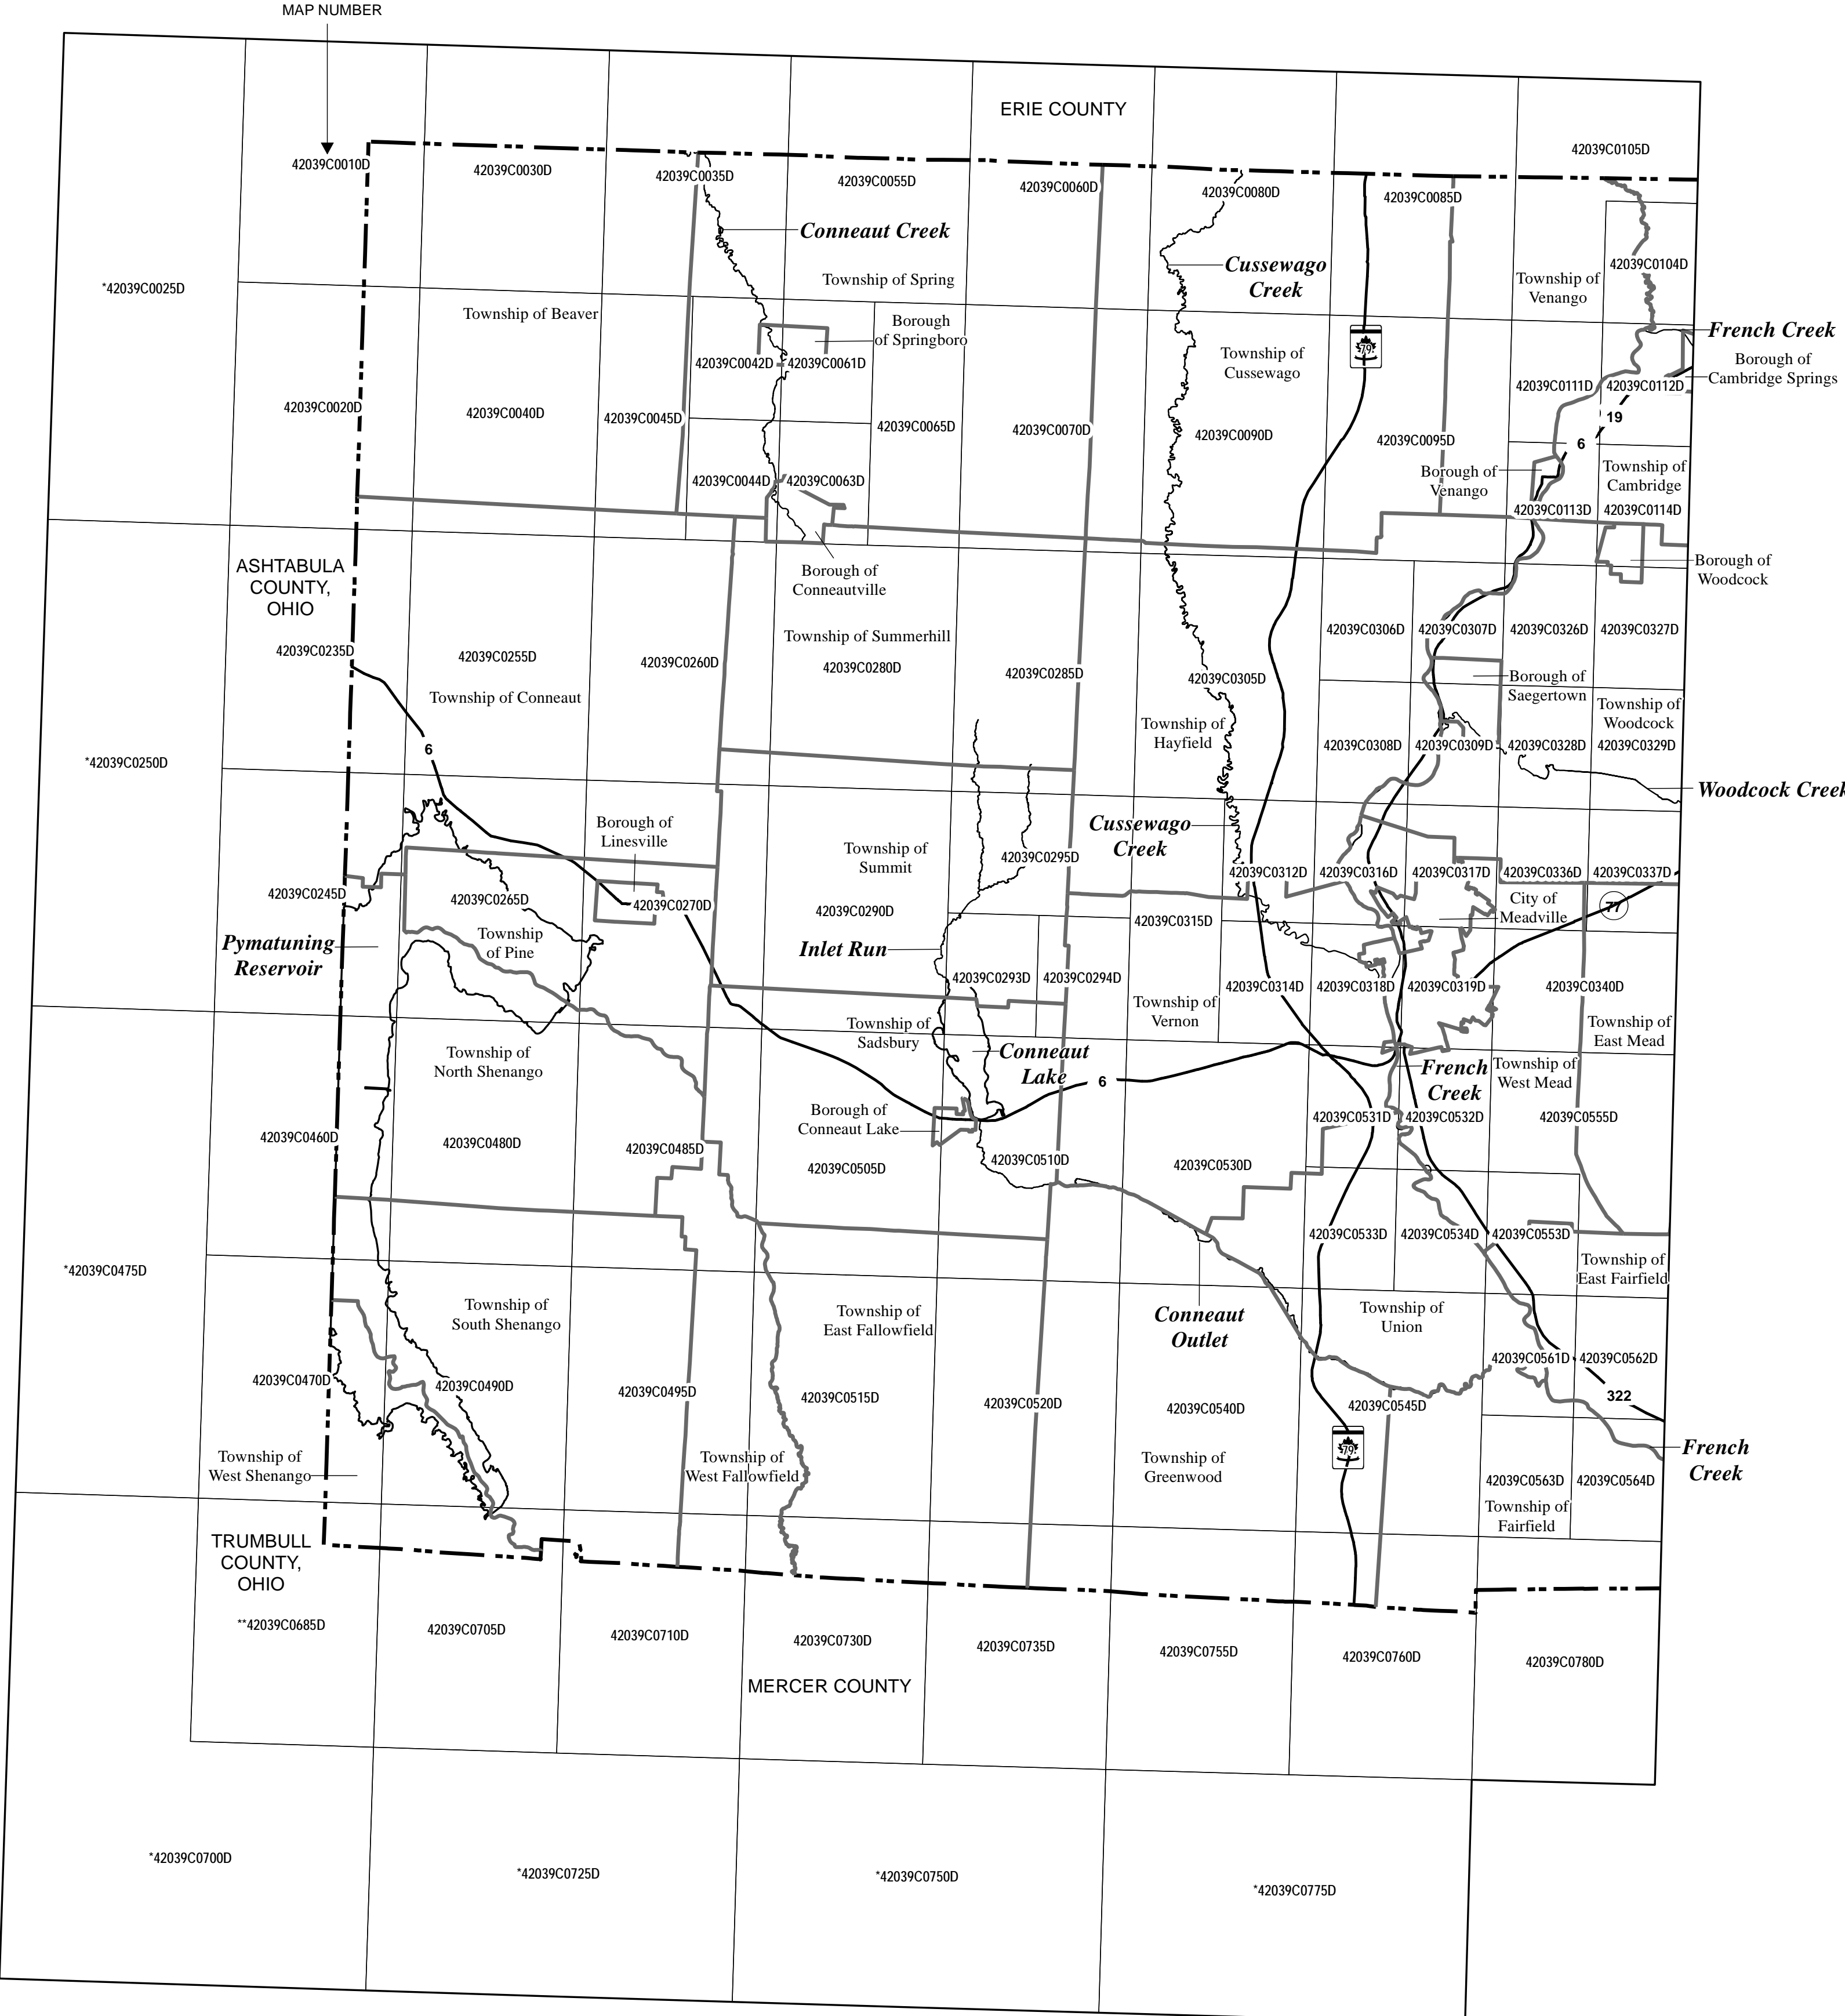 MAP NUMBER
ERIE COUNTY
42039C0105D
42039C0010D
42039C0030D
42039C0035D
42039C0055D
42039C0060D
42039C0080D
42039C0085D
Conneaut Creek
Cussewago
Creek
42039C0104D
Township of
Venango
Township of Spring
*42039C0025D
Township of Beaver
Borough
of Springboro
French Creek
79
Township of
Cussewago
Borough of
Cambridge Springs
42039C0042D
42039C0061D
42039C0111D
42039C0112D
42039C0020D
42039C0040D
42039C0045D
42039C0065D
42039C0070D
42039C0090D
42039C0095D
19
6
42039C0044D
42039C0063D
Borough of
Venango
Township of
Cambridge
42039C0113D
42039C0114D
ASHTABULA
COUNTY,
OHIO
Borough of
Conneautville
Borough of
Woodcock
Township of Summerhill
42039C0306D
42039C0307D
42039C0326D
42039C0327D
42039C0235D
42039C0255D
42039C0260D
42039C0280D
42039C0285D
42039C0305D
Borough of
Saegertown
Township of Conneaut
Township of
Hayfield
Township of
Woodcock
6
42039C0308D
42039C0309D
42039C0328D
42039C0329D
*42039C0250D
Woodcock Creek
Borough of
Linesville
Cussewago
Creek
Township of
Summit
42039C0295D
42039C0312D
42039C0316D
42039C0317D
42039C0336D
42039C0337D
42039C0245D
42039C0265D
42039C0270D
42039C0290D
42039C0315D
City of
Meadville
77
Pymatuning
Reservoir
Township
of Pine
Inlet Run
42039C0293D
42039C0294D
42039C0314D
42039C0318D
42039C0319D
42039C0340D
Township of
Vernon
Township of
Sadsbury
Township of
East Mead
Township of
North Shenango
Conneaut
Lake
6
French
Creek
Township of
West Mead
Borough of
Conneaut Lake
42039C0531D
42039C0532D
42039C0555D
42039C0460D
42039C0480D
42039C0485D
42039C0505D
42039C0510D
42039C0530D
42039C0533D
42039C0534D
42039C0553D
*42039C0475D
Township of
East Fairfield
Township of
South Shenango
Township of
East Fallowfield
Conneaut
Outlet
Township of
Union
42039C0561D
42039C0562D
42039C0470D
42039C0490D
42039C0495D
42039C0515D
42039C0520D
42039C0540D
42039C0545D
322
79
Township of
West Shenango
Township of
West Fallowfield
Township of
Greenwood
French
Creek
42039C0563D
42039C0564D
Township of
Fairfield
TRUMBULL
COUNTY,
OHIO
**42039C0685D
42039C0705D
42039C0710D
42039C0730D
42039C0735D
42039C0755D
42039C0760D
42039C0780D
MERCER COUNTY
*42039C0700D
*42039C0725D
*42039C0750D
*42039C0775D